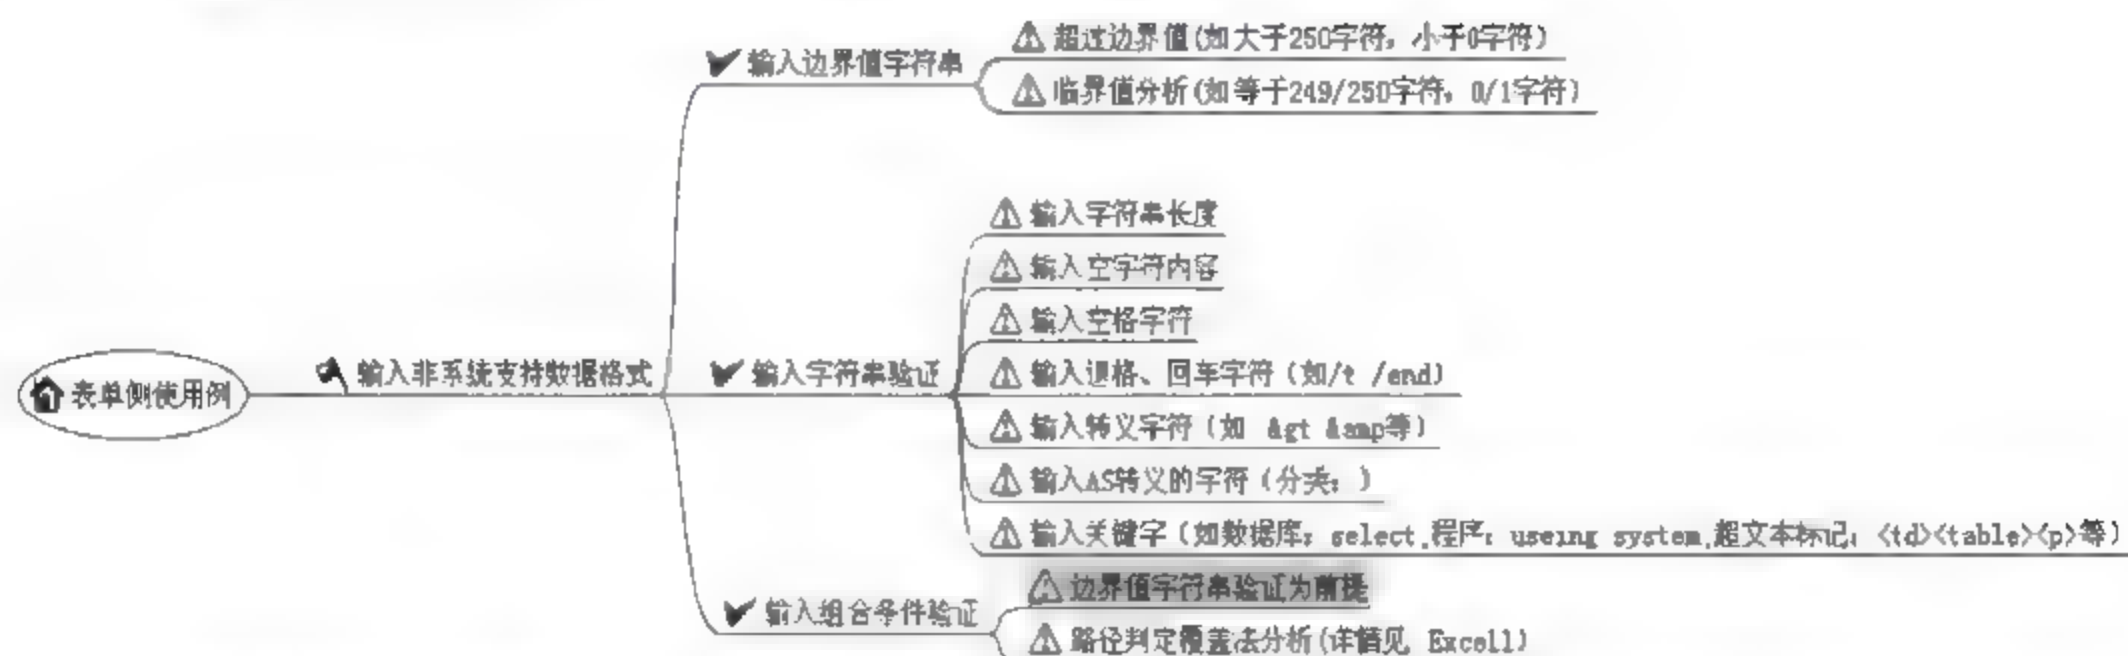 超过边界值(如大于250字符，小于0字符)
输入边界值字符串
临界值分析(如等于249/250字符，0/1字符)
输入字符串长度
输入空字符内容
输入空格字符
表单侧使用例
输入非系统支持数据格式
输入字符串验证
输入退格、回车字符（如/t /end）
输入转义字符（如 &gt &amp等）
输入AS转义的字符（分类：）
输入关键字（如数据库：select,程序：useing system,超文本标记：<td><table><p>等）
边界值字符串验证为前提
输入组合条件验证
路径判定覆盖法分析(详情见 Excell)